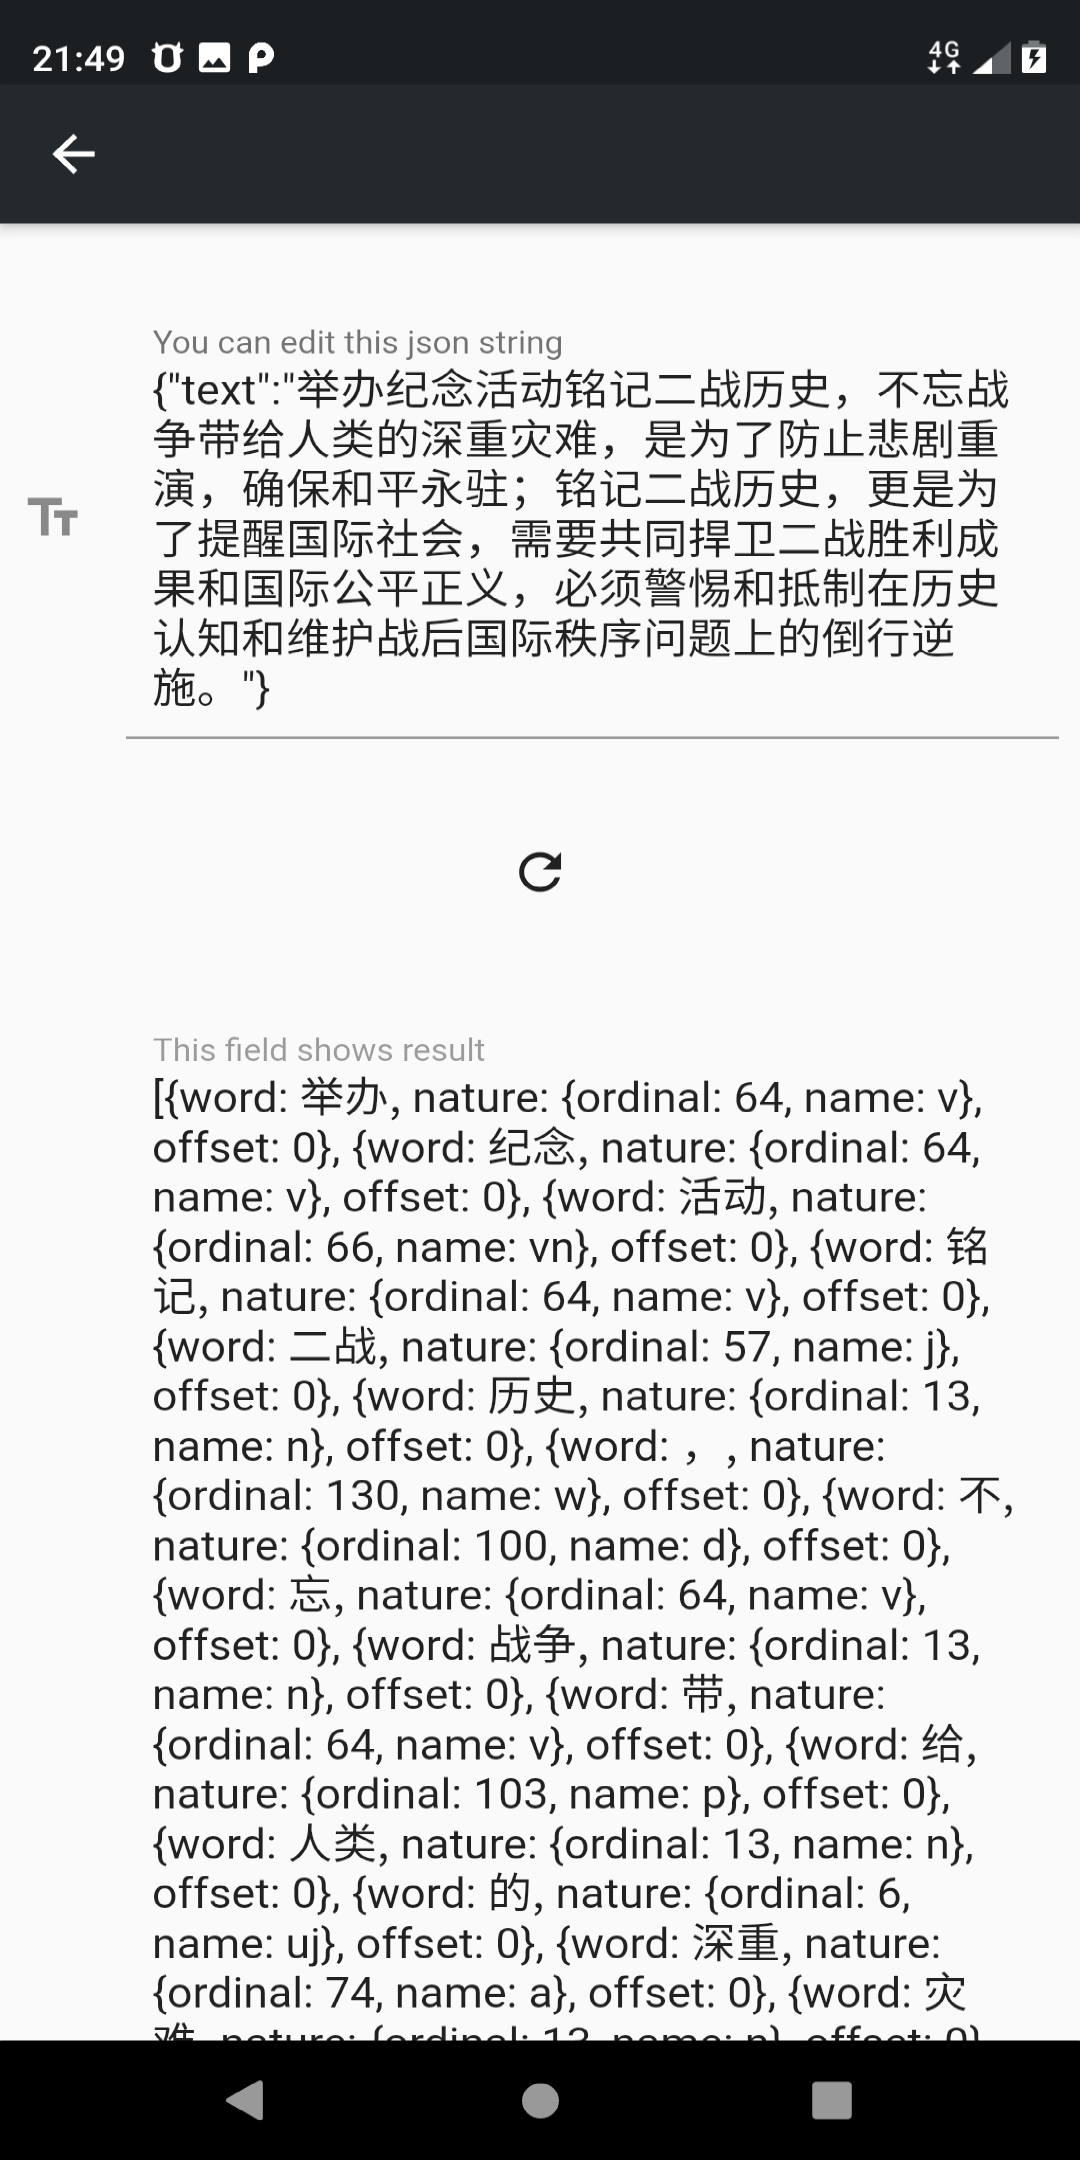 21:49
4G
You can edit this json string
{"text":"举办纪念活动铭记二战历史，不忘战
争带给人类的深重灾难，是为了防止悲剧重
演，确保和平永驻；铭记二战历史，更是为
了提醒国际社会，需要共同捍卫二战胜利成
果和国际公平正义，必须警惕和抵制在历史
认知和维护战后国际秩序问题上的倒行逆
施。"}
This field shows result
[{word: 举办, nature: {ordinal: 64, name: v},
offset: 0}, {word: 纪念, nature: {ordinal: 64,
name: v}, offset: 0}, {word: 活动, nature:
{ordinal: 66, name: vn}, offset: 0}, {word: 铭
记, nature: {ordinal: 64, name: v}, offset: 0},
{word: 二战, nature: {ordinal: 57, name: j},
offset: 0}, {word: 历史, nature: {ordinal: 13,
name: n}, offset: 0}, {word: ，, nature:
{ordinal: 130, name: w}, offset: 0}, {word: 不,
nature: {ordinal: 100, name: d}, offset: 0},
{word: 忘, nature: {ordinal: 64, name: v},
offset: 0}, {word: 战争, nature: {ordinal: 13,
name: n}, offset: 0}, {word: 带, nature:
{ordinal: 64, name: v}, offset: 0}, {word: 给,
nature: {ordinal: 103, name: p}, offset: 0},
{word: 人类, nature: {ordinal: 13, name: n},
offset: 0}, {word: 的, nature: {ordinal: 6,
name: uj}, offset: 0}, {word: 深重, nature:
{ordinal: 74, name: a}, offset: 0}, {word: 灾
难, nature: {ordinal: 13, name: n}, offset: 0}